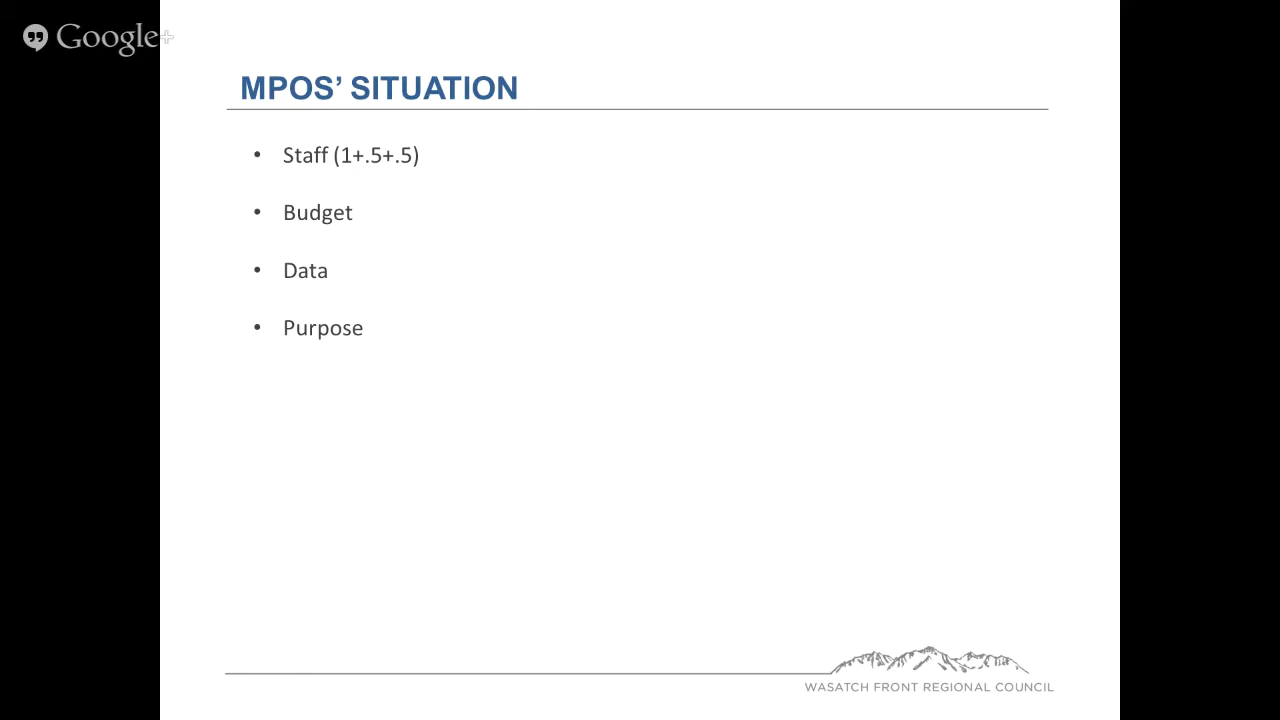 Google+
MPOS’ SITUATION
• Staff (1+.5+.5)
• Budget
• Data
• Purpose
WASATCH FRONT REGIONAL COUNCIL